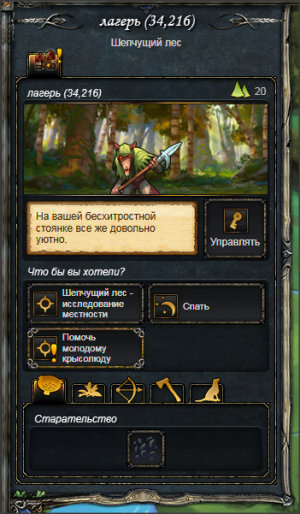 лагерь (34,216)
Шепчущий лес
лагерь (34,216)
20
На вашей бесхитростной
стоянке все же довольно
уютно.
Управлять
Что бы вы хотели?
Шепчущий лес -
исследование
местности
Спать
Помочь
молодому
крысолюду
Старательство